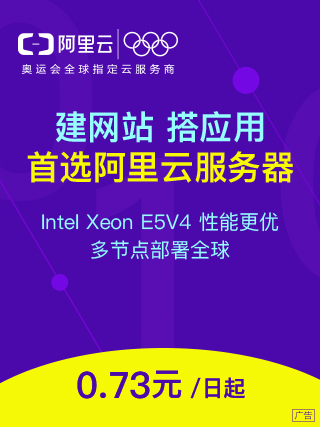 阿里云
奥运会全球指定云服务商
建网站 搭应用
首选阿里云服务器
Intel Xeon E5V4 性能更优
多节点部署全球
0.73元 /日起
广告